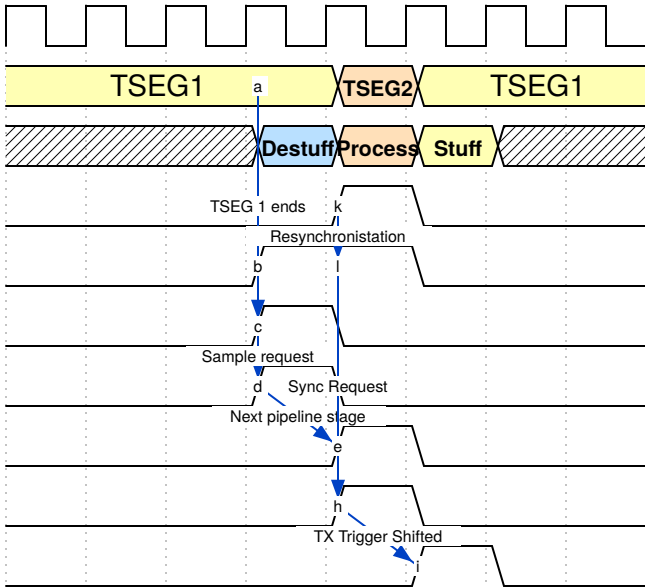 TSEG1 a TSEG2 TSEG1
Destuff Process Stuff
TSEG 1 ends k
Resynchronistation
b l
c
Sample request
d Sync Request
Next pipeline stage
e
h
TX Trigger Shifted
i